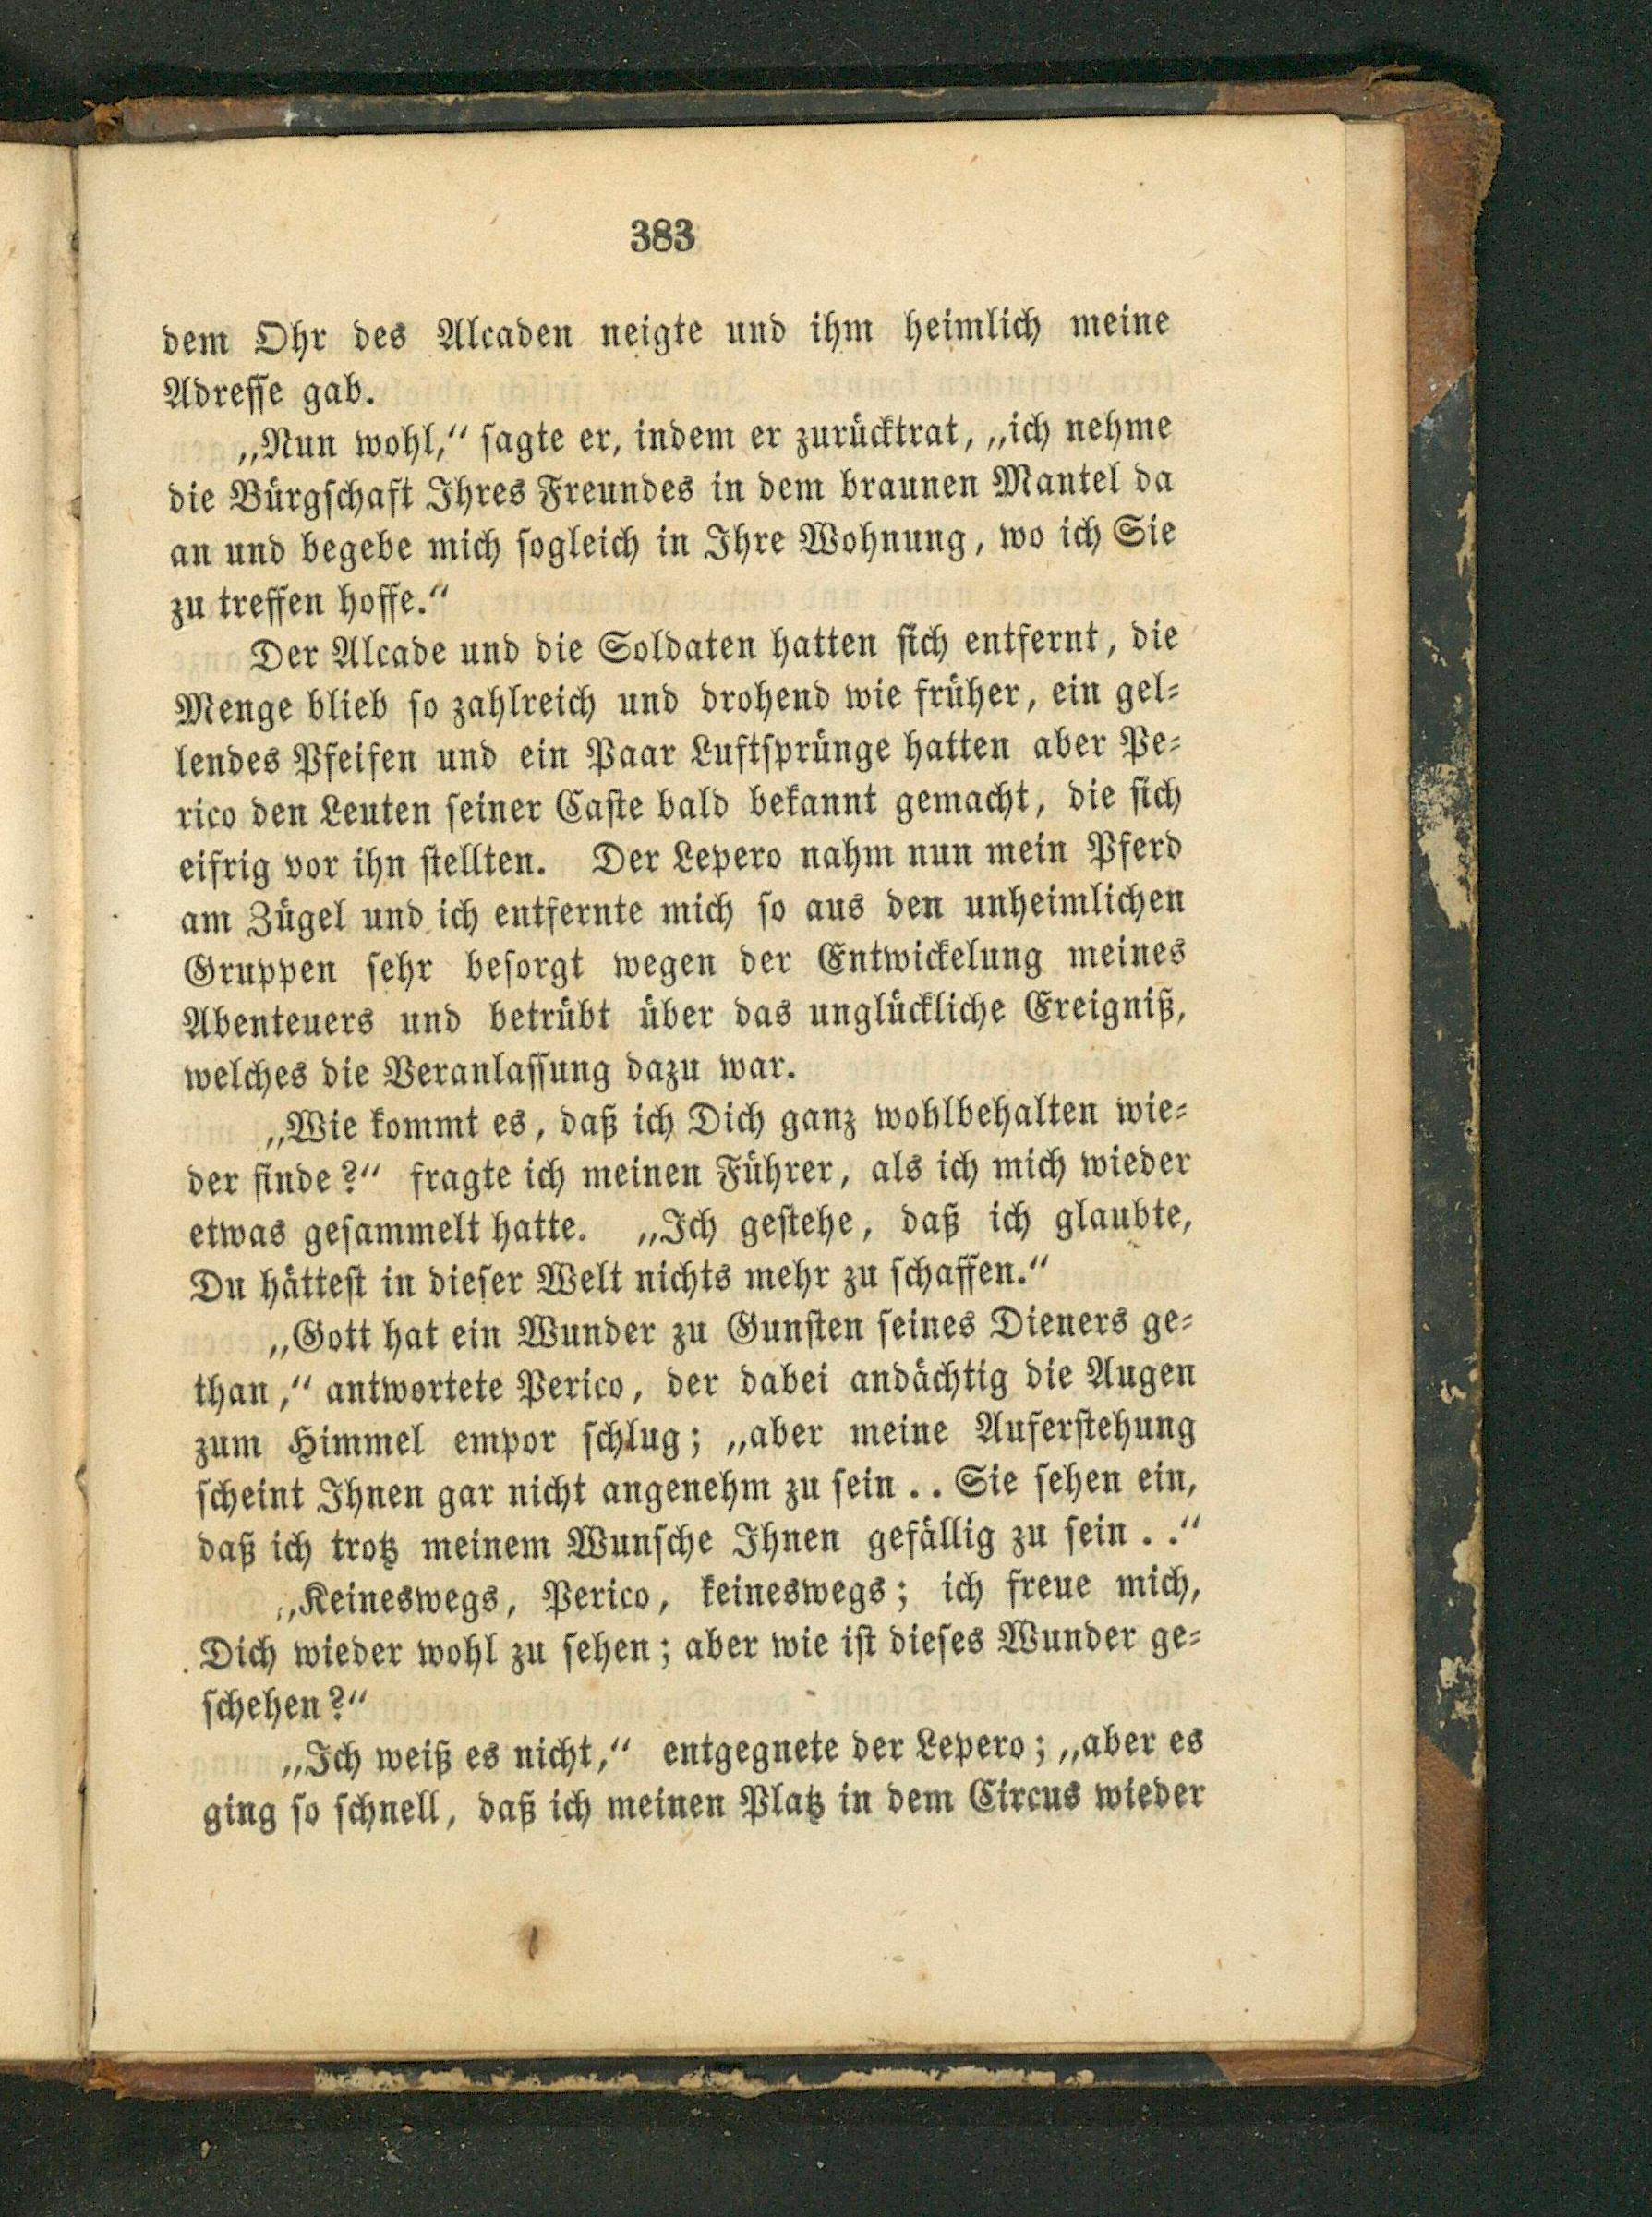 383
dem Ohr des Alcaden neigte und ihm heimlich meine
Adresse gab.
„Nun wohl,“ sagte er, indem er zurücktrat, „ich nehme
die Bürgschaft Ihres Freundes in dem braunen Mantel da
an und begebe mich sogleich in Ihre Wohnung, wo ich Sie
zu treffen hoffe.“
Der Alcade und die Soldaten hatten sich entfernt, die
Menge blieb so zahlreich und drohend wie früher, ein gel-
lendes Pfeifen und ein Paar Luftsprünge hatten aber Pe-
rico den Leuten seiner Caste bald bekannt gemacht, die sich
eifrig vor ihn stellten. Der Lepero nahm nun mein Pferd
am Zügel und ich entfernte mich so aus den unheimlichen
Gruppen sehr besorgt wegen der Entwickelung meines
Abenteuers und betrübt über das unglückliche Ereigniß,
welches die Veranlassung dazu war.
„Wie kommt es, daß ich Dich ganz wohlbehalten wie-
der finde?“ fragte ich meinen Führer, als ich mich wieder
etwas gesammelt hatte. „Ich gestehe, daß ich glaubte,
Du hättest in dieser Welt nichts mehr zu schaffen.“
„Gott hat ein Wunder zu Gunsten seines Dieners ge-
than,“ antwortete Perico, der dabei andächtig die Augen
zum Himmel empor schlug; „aber meine Auferstehung
scheint Ihnen gar nicht angenehm zu sein .. Sie sehen ein,
daß ich trotz meinem Wunsche Ihnen gefällig zu sein ..“
„Keineswegs, Perico, keineswegs; ich freue mich,
Dich wieder wohl zu sehen; aber wie ist dieses Wunder ge-
schehen?“
„Ich weiß es nicht,“ entgegnete der Lepero; „aber es
ging so schnell, daß ich meinen Platz in dem Circus wieder